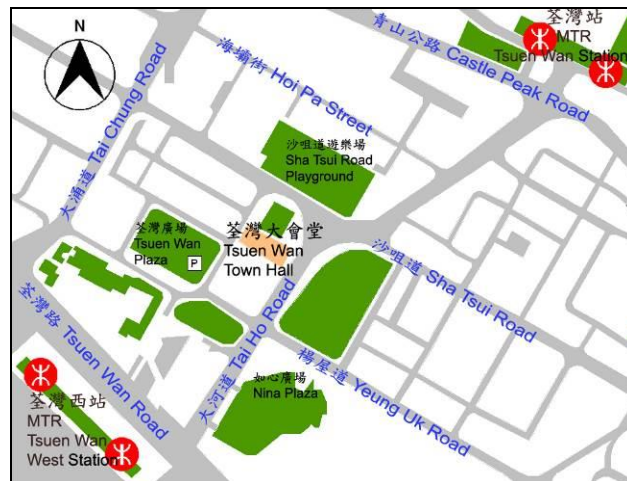 N
青山公路 Castle Peak Road
荃灣站
MTR
Tsuen Wan Station
海壩街 Hoi Pa Street
大涌道 Tai Chung Road
沙咀道遊樂場
Sha Tsui Road
Playground
荃灣廣場
Tsuen Wan
Plaza
P
荃灣大會堂
Tsuen Wan
Town Hall
沙咀道 Sha Tsui Road
荃灣路 Tsuen Wan Road
大河道 Tai Ho Road
楊屋道 Yeung Uk Road
如心廣場
Nina Plaza
荃灣西站
MTR
Tsuen Wan
West Station